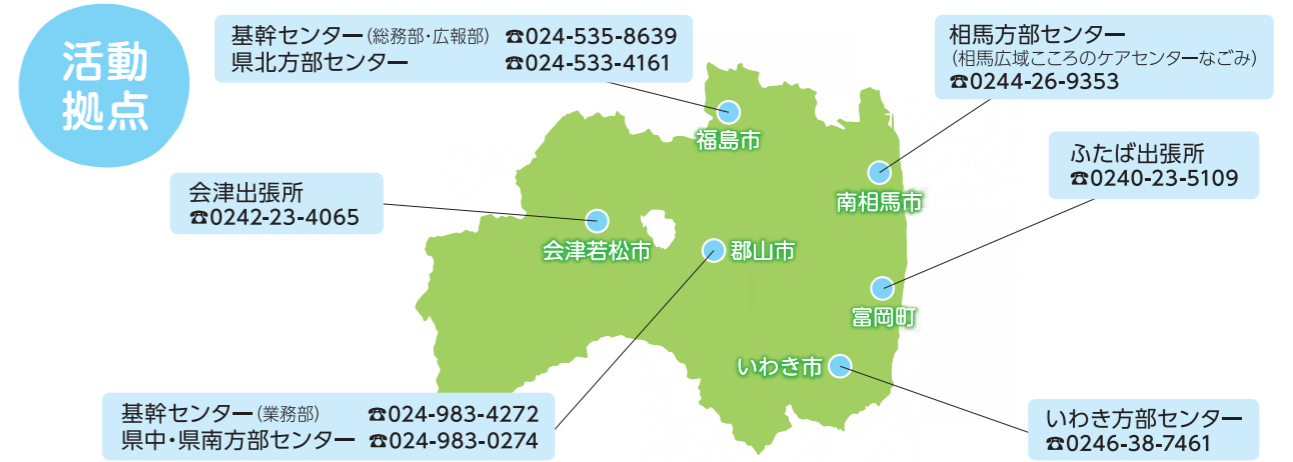 活動
拠点
基幹センター(総務部・広報部) ☎024-535-8639
県北方部センター ☎024-533-4161
相馬方部センター
(相馬広域こころのケアセンターなごみ)
☎0244-26-9353
福島市
ふたば出張所
☎0240-23-5109
南相馬市
会津出張所
☎0242-23-4065
会津若松市
郡山市
富岡町
いわき市
基幹センター(業務部) ☎024-983-4272
県中・県南方部センター ☎024-983-0274
いわき方部センター
☎0246-38-7461